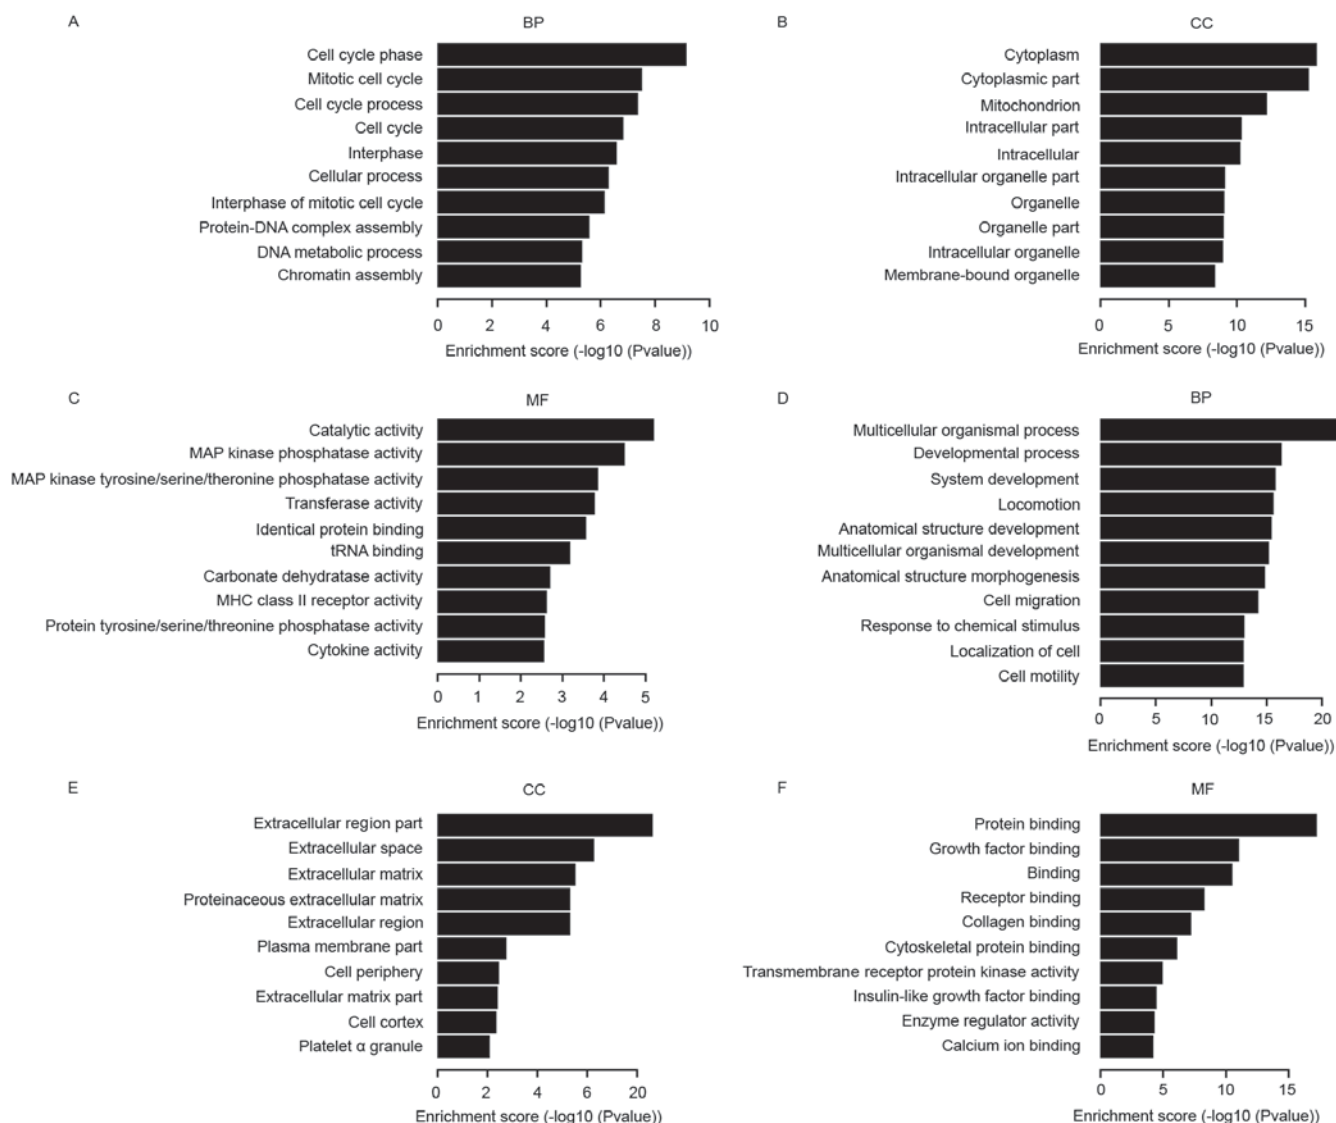 A
BP
Cell cycle phase
Mitotic cell cycle
Cell cycle process
Cell cycle
Interphase
Cellular process
Interphase of mitotic cell cycle
Protein-DNA complex assembly
DNA metabolic process
Chromatin assembly
0 2 4 6 8 10
Enrichment score (-log10 (Pvalue))
B
CC
Cytoplasm
Cytoplasmic part
Mitochondrion
Intracellular part
Intracellular
Intracellular organelle part
Organelle
Organelle part
Intracellular organelle
Membrane-bound organelle
0 5 10 15
Enrichment score (-log10 (Pvalue))
C
MF
Catalytic activity
MAP kinase phosphatase activity
MAP kinase tyrosine/serine/theronine phosphatase activity
Transferase activity
Identical protein binding
tRNA binding
Carbonate dehydratase activity
MHC class II receptor activity
Protein tyrosine/serine/threonine phosphatase activity
Cytokine activity
0 1 2 3 4 5
Enrichment score (-log10 (Pvalue))
D
BP
Multicellular organismal process
Developmental process
System development
Locomotion
Anatomical structure development
Multicellular organismal development
Anatomical structure morphogenesis
Cell migration
Response to chemical stimulus
Localization of cell
Cell motility
0 5 10 15 20
Enrichment score (-log10 (Pvalue))
E
CC
Extracellular region part
Extracellular space
Extracellular matrix
Proteinaceous extracellular matrix
Extracellular region
Plasma membrane part
Cell periphery
Extracellular matrix part
Cell cortex
Platelet α granule
0 2 6 20
Enrichment score (-log10 (Pvalue))
F
MF
Protein binding
Growth factor binding
Binding
Receptor binding
Collagen binding
Cytoskeletal protein binding
Transmembrane receptor protein kinase activity
Insulin-like growth factor binding
Enzyme regulator activity
Calcium ion binding
0 5 10 15
Enrichment score (-log10 (Pvalue))